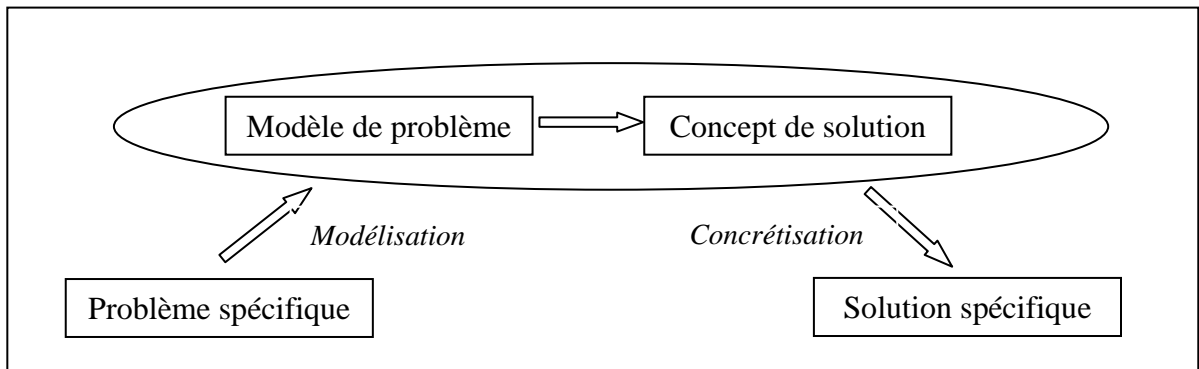 Modèle de problème
Concept de solution
Modélisation
Concrétisation
Problème spécifique
Solution spécifique